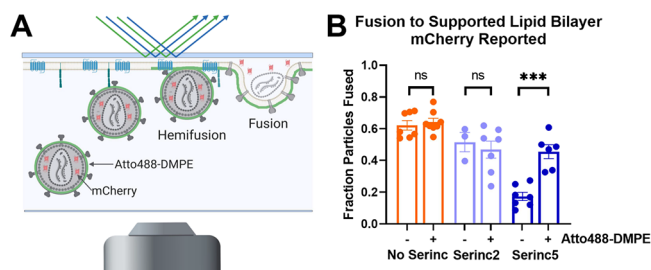 A
Hemifusion
Fusion
Atto488-DMPE
mCherry
B
Fusion to Supported Lipid Bilayer
mCherry Reported
Fraction Particles Fused
1.0
0.8
0.6
0.4
0.2
0.0
ns
ns
***
- + - + - + Atto488-DMPE
No Serinc Serinc2 Serinc5